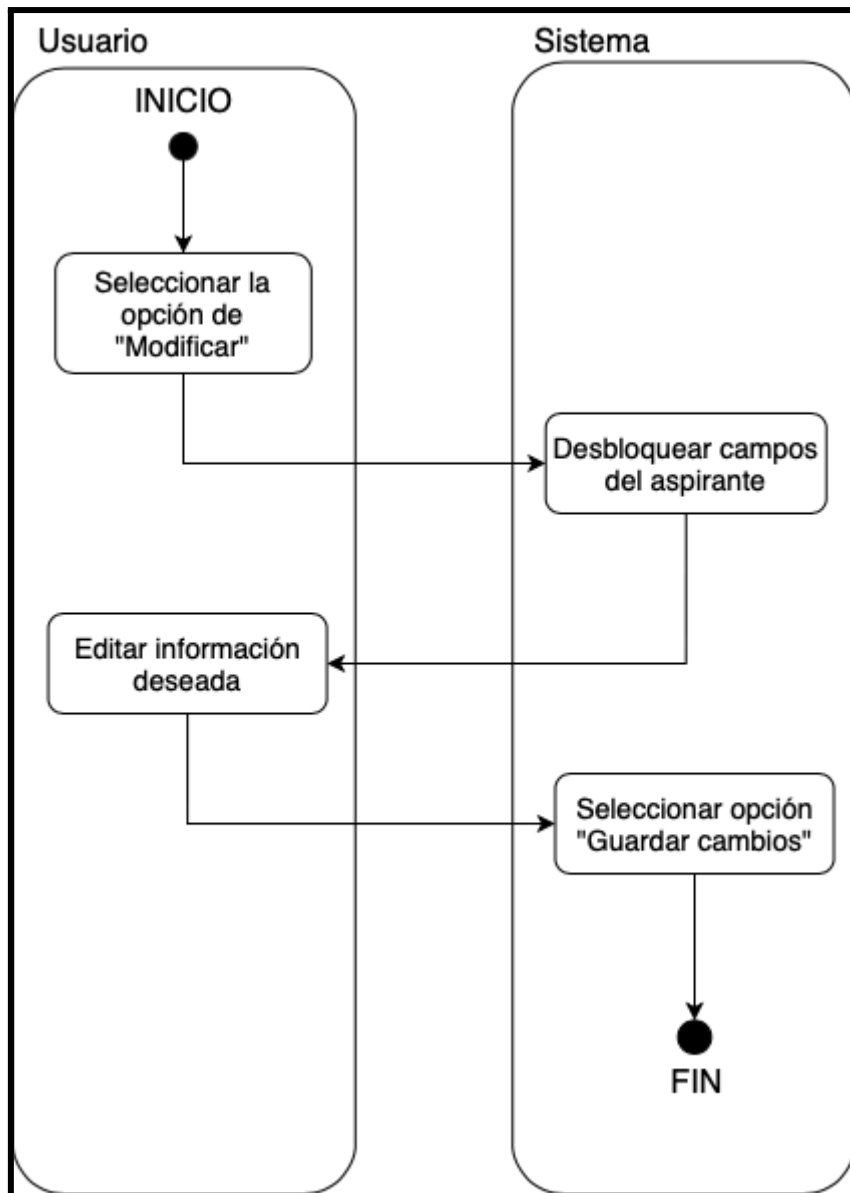 Usuario
Sistema
INICIO
Seleccionar la
opción de
"Modificar"
Desbloquear campos
del aspirante
Editar información
deseada
Seleccionar opción
"Guardar cambios"
FIN